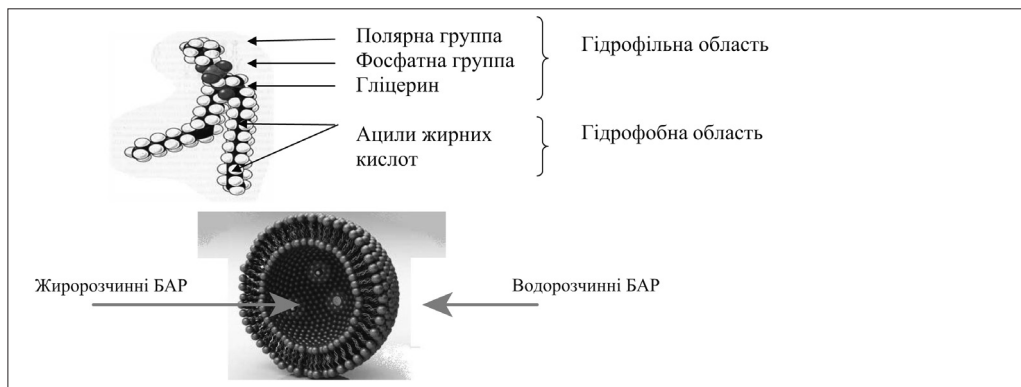 Полярна группа
Фосфатна группа
Гліцерин
Гідрофільна область
Ацили жирних
кислот
Гідрофобна область
Жиророзчинні БАР
Водорозчинні БАР